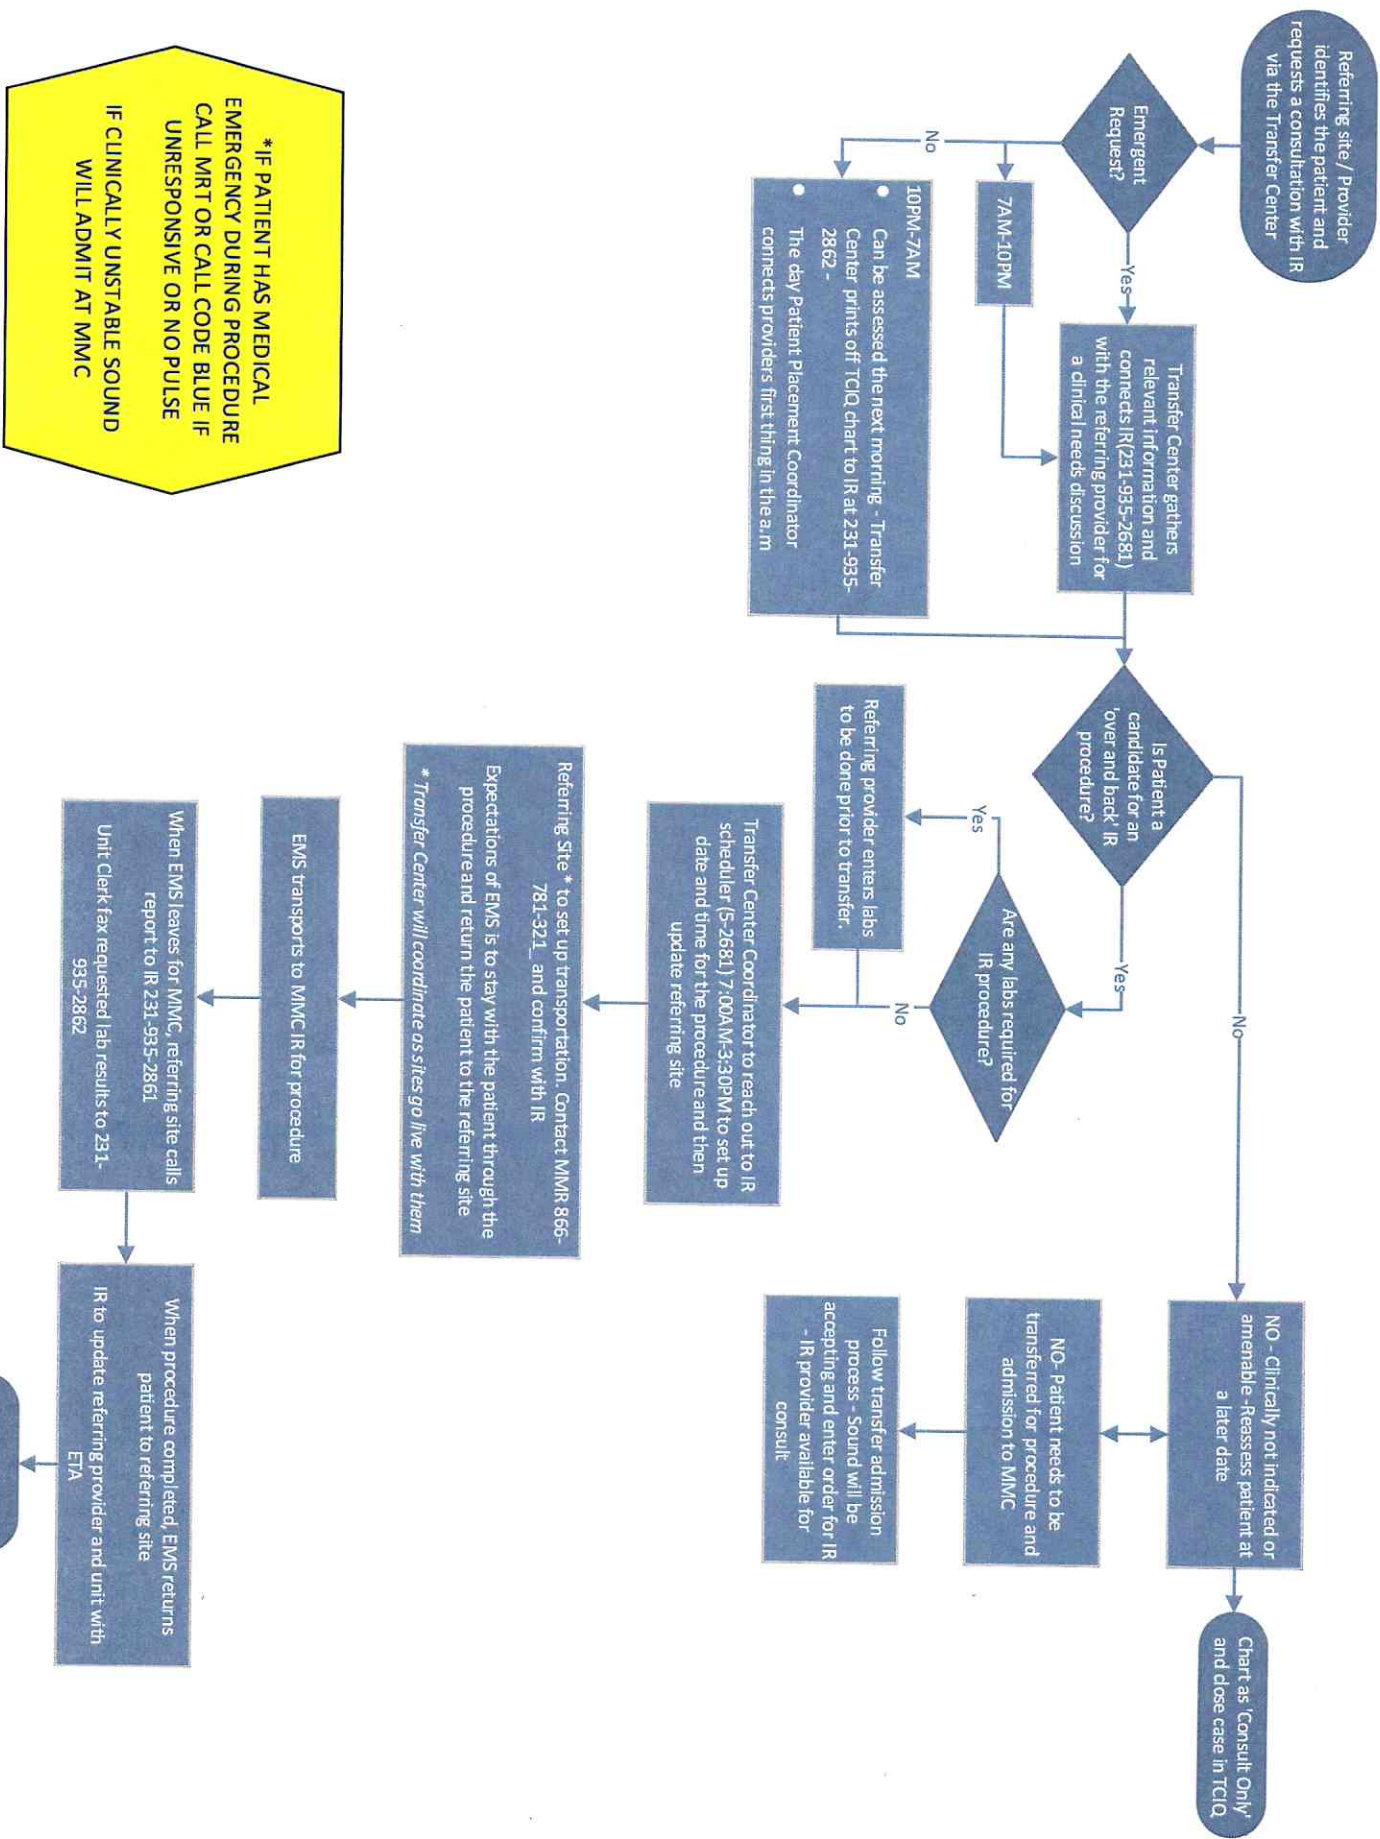 Referring site / Provider
identifies the patient and
requests a consultation with IR
via the Transfer Center
Emergent
Request?
Yes
No
Transfer Center gathers
relevant information and
connects IR(231-935-2681)
with the referring provider for
a clinical needs discussion
7AM-10PM
10PM-7AM
● Can be assessed the next morning - Transfer
Center prints off TCIQ chart to IR at 231-935-
2862 -
● The day Patient Placement Coordinator
connects providers first thing in the a.m
Is Patient a
candidate for an
'over and back' IR
procedure?
No
Yes
NO - Clinically not indicated or
amenable -Reassess patient at
a later date
Chart as 'Consult Only'
and close case in TCIQ
NO- Patient needs to be
transferred for procedure and
admission to MMC
Follow transfer admission
process - Sound will be
accepting and enter order for IR
- IR provider available for
consult
Are any labs required for
IR procedure?
Yes
No
Referring provider enters labs
to be done prior to transfer.
Transfer Center Coordinator to reach out to IR
scheduler (5-2681) 7:00AM-3:30PM to set up
date and time for the procedure and then
update referring site
Referring Site * to set up transportation. Contact MMR 866-
781-321_ and confirm with IR
Expectations of EMS is to stay with the patient through the
procedure and return the patient to the referring site
* Transfer Center will coordinate as sites go live with them
EMS transports to MMC IR for procedure
When EMS leaves for MMC, referring site calls
report to IR 231-935-2861
Unit Clerk fax requested lab results to 231-
935-2862
When procedure completed, EMS returns
patient to referring site
IR to update referring provider and unit with
ETA
*IF PATIENT HAS MEDICAL
EMERGENCY DURING PROCEDURE
CALL MRT OR CALL CODE BLUE IF
UNRESPONSIVE OR NO PULSE
IF CLINICALLY UNSTABLE SOUND
WILL ADMIT AT MMC